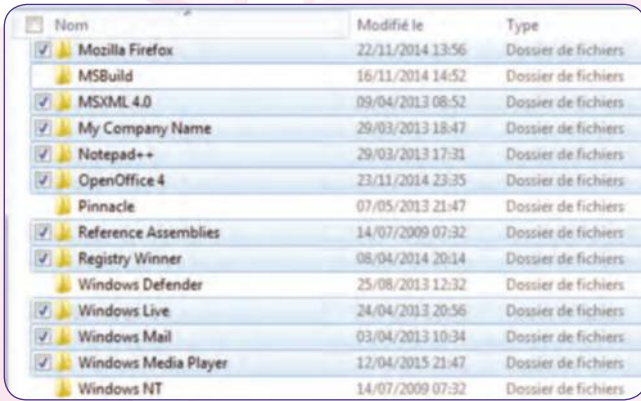 Nom Modifié le Type
Mozilla Firefox 22/11/2014 13:56 Dossier de fichiers
MSBuild 16/11/2014 14:52 Dossier de fichiers
MSXML 4.0 09/04/2013 08:52 Dossier de fichiers
My Company Name 29/03/2013 18:47 Dossier de fichiers
Notepad++ 29/03/2013 17:31 Dossier de fichiers
OpenOffice 4 23/11/2014 23:35 Dossier de fichiers
Pinnacle 07/05/2013 21:47 Dossier de fichiers
Reference Assemblies 14/07/2009 07:32 Dossier de fichiers
Registry Winner 08/04/2014 20:14 Dossier de fichiers
Windows Defender 25/08/2013 12:32 Dossier de fichiers
Windows Live 24/04/2013 20:56 Dossier de fichiers
Windows Mail 03/04/2013 10:34 Dossier de fichiers
Windows Media Player 12/04/2015 21:47 Dossier de fichiers
Windows NT 14/07/2009 07:32 Dossier de fichiers